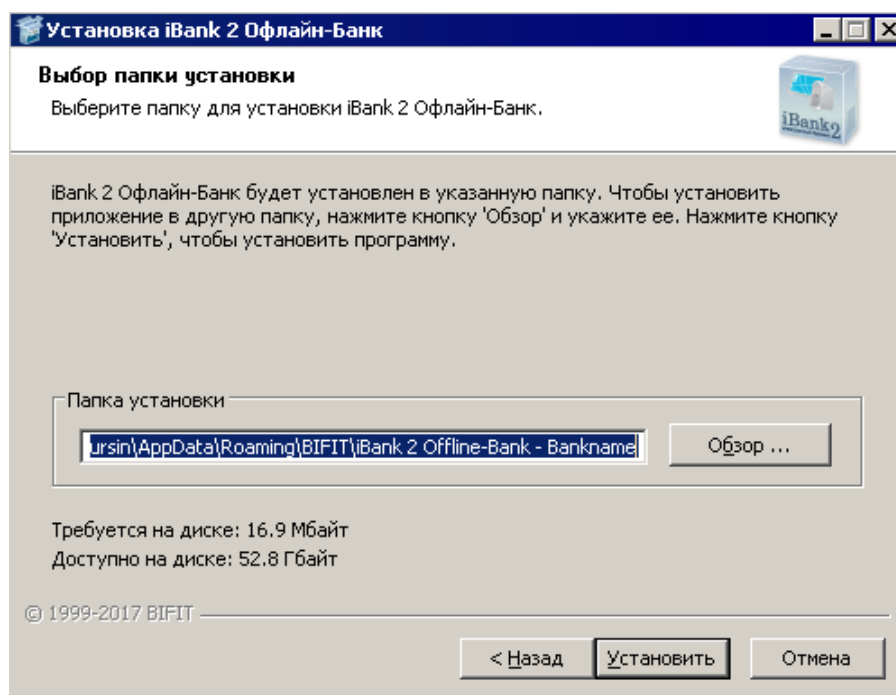 Установка iBank 2 Офлайн-Банк
Выбор папки установки
Выберите папку для установки iBank 2 Офлайн-Банк.
iBank2
iBank 2 Офлайн-Банк будет установлен в указанную папку. Чтобы установить
приложение в другую папку, нажмите кнопку 'Обзор' и укажите ее. Нажмите кнопку
'Установить', чтобы установить программу.
Папка установки
ursin\AppData\Roaming\BIFIT\iBank 2 Offline-Bank - Bankname
Обзор ...
Требуется на диске: 16.9 Мбайт
Доступно на диске: 52.8 Гбайт
© 1999-2017 BIFIT
< Назад
Установить
Отмена